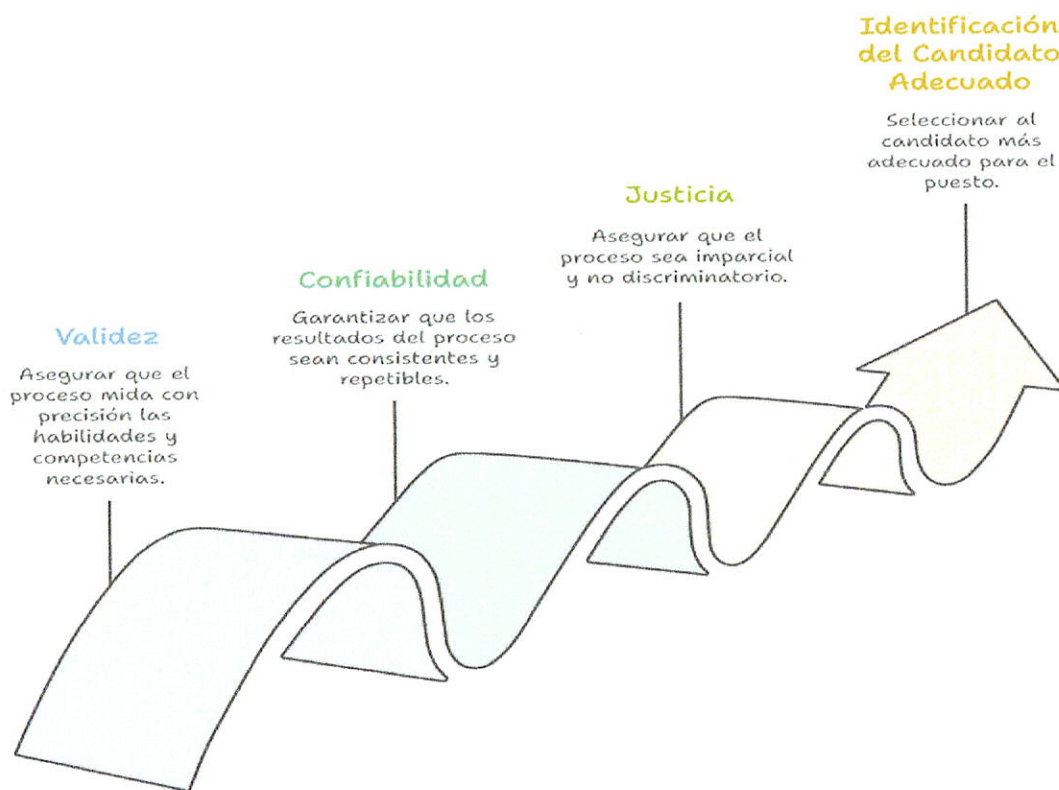 Validez
Asegurar que el
proceso mida con
precisión las
habilidades y
competencias
necesarias.
Confiabilidad
Garantizar que los
resultados del proceso
sean consistentes y
repetibles.
Justicia
Asegurar que el
proceso sea imparcial
y no discriminatorio.
Identificación
del Candidato
Adecuado
Seleccionar al
candidato más
adecuado para el
puesto.